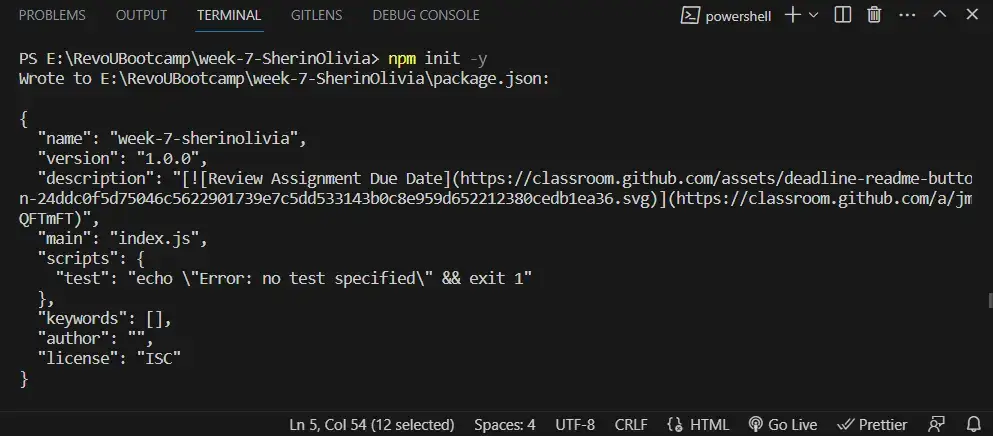 PROBLEMS OUTPUT TERMINAL GITLENS DEBUG CONSOLE powershell
PS E:\RevoUBootcamp\week-7-SherinOlivia> npm init -y
Wrote to E:\RevoUBootcamp\week-7-SherinOlivia\package.json:
{
  "name": "week-7-sherinolivia",
  "version": "1.0.0",
  "description": "[![Review Assignment Due Date](https://classroom.github.com/assets/deadline-readme-butto
n-24ddc0f5d75046c5622901739e7c5dd533143b0c8e959d652212380cedb1ea36.svg)](https://classroom.github.com/a/jm
QFTmFT)",
  "main": "index.js",
  "scripts": {
    "test": "echo \"Error: no test specified\" && exit 1"
  },
  "keywords": [],
  "author": "",
  "license": "ISC"
}
Ln 5, Col 54 (12 selected) Spaces: 4 UTF-8 CRLF HTML Go Live Prettier